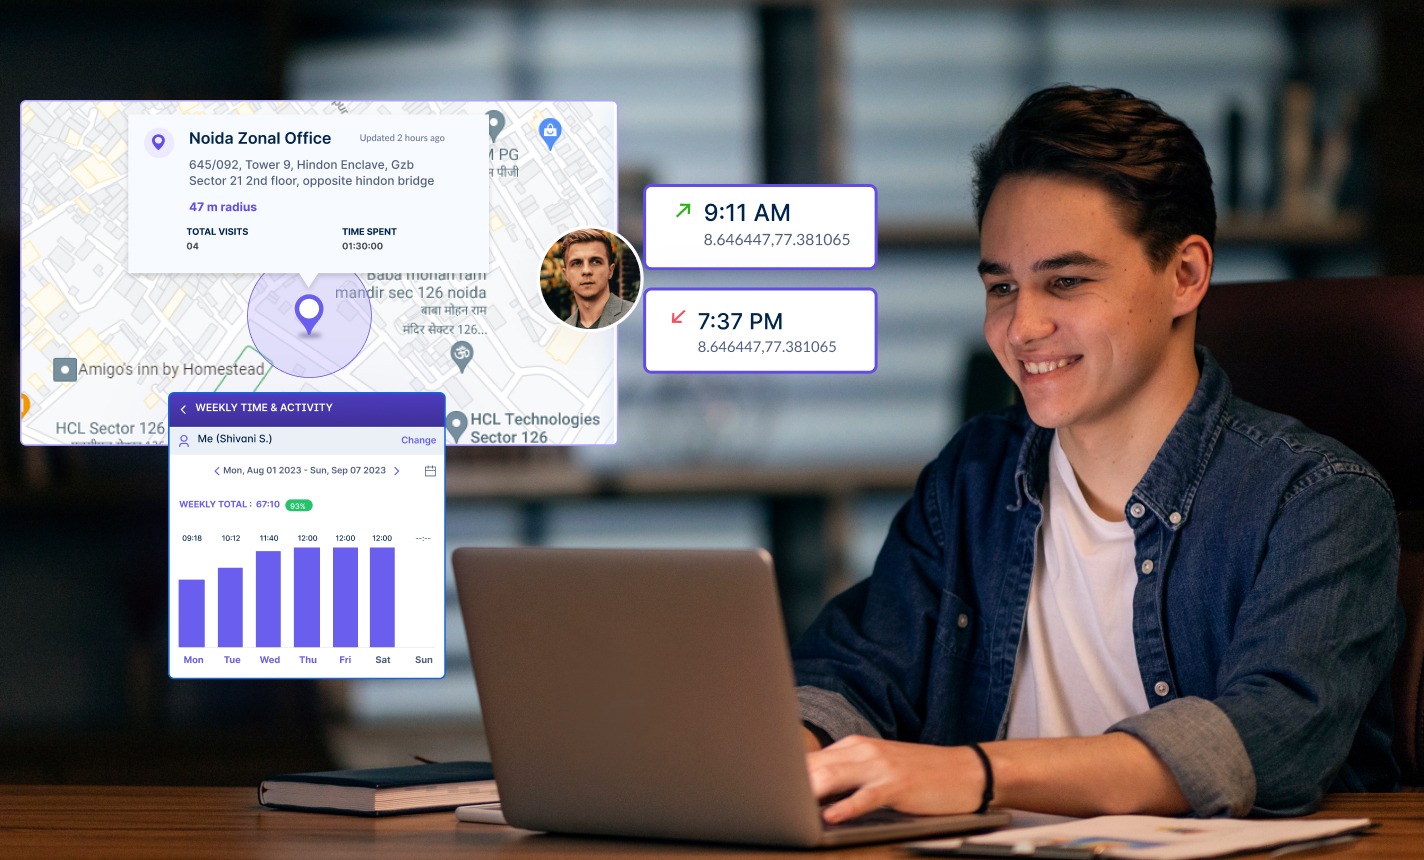 Noida Zonal Office
Updated 2 hours ago
645/092, Tower 9, Hindon Enclave, Gzb
Sector 21 2nd floor, opposite hindon bridge
47 m radius
TOTAL VISITS
TIME SPENT
04
01:30:00
PG
पीजी
Baba mohan ram
mandir sec 126 noida
बाबा मोहन राम
मंदिर सेक्टर 126...
Amigo's inn by Homestead
HCL Sector 126
HCL Technologies
Sector 126
9:11 AM
8.646447,77.381065
7:37 PM
8.646447,77.381065
WEEKLY TIME & ACTIVITY
Me (Shivani S.)
Change
Mon, Aug 01 2023 - Sun, Sep 07 2023
WEEKLY TOTAL : 67:10 93%
09:18 10:12 11:40 12:00 12:00 12:00 --:--
Mon Tue Wed Thu Fri Sat Sun